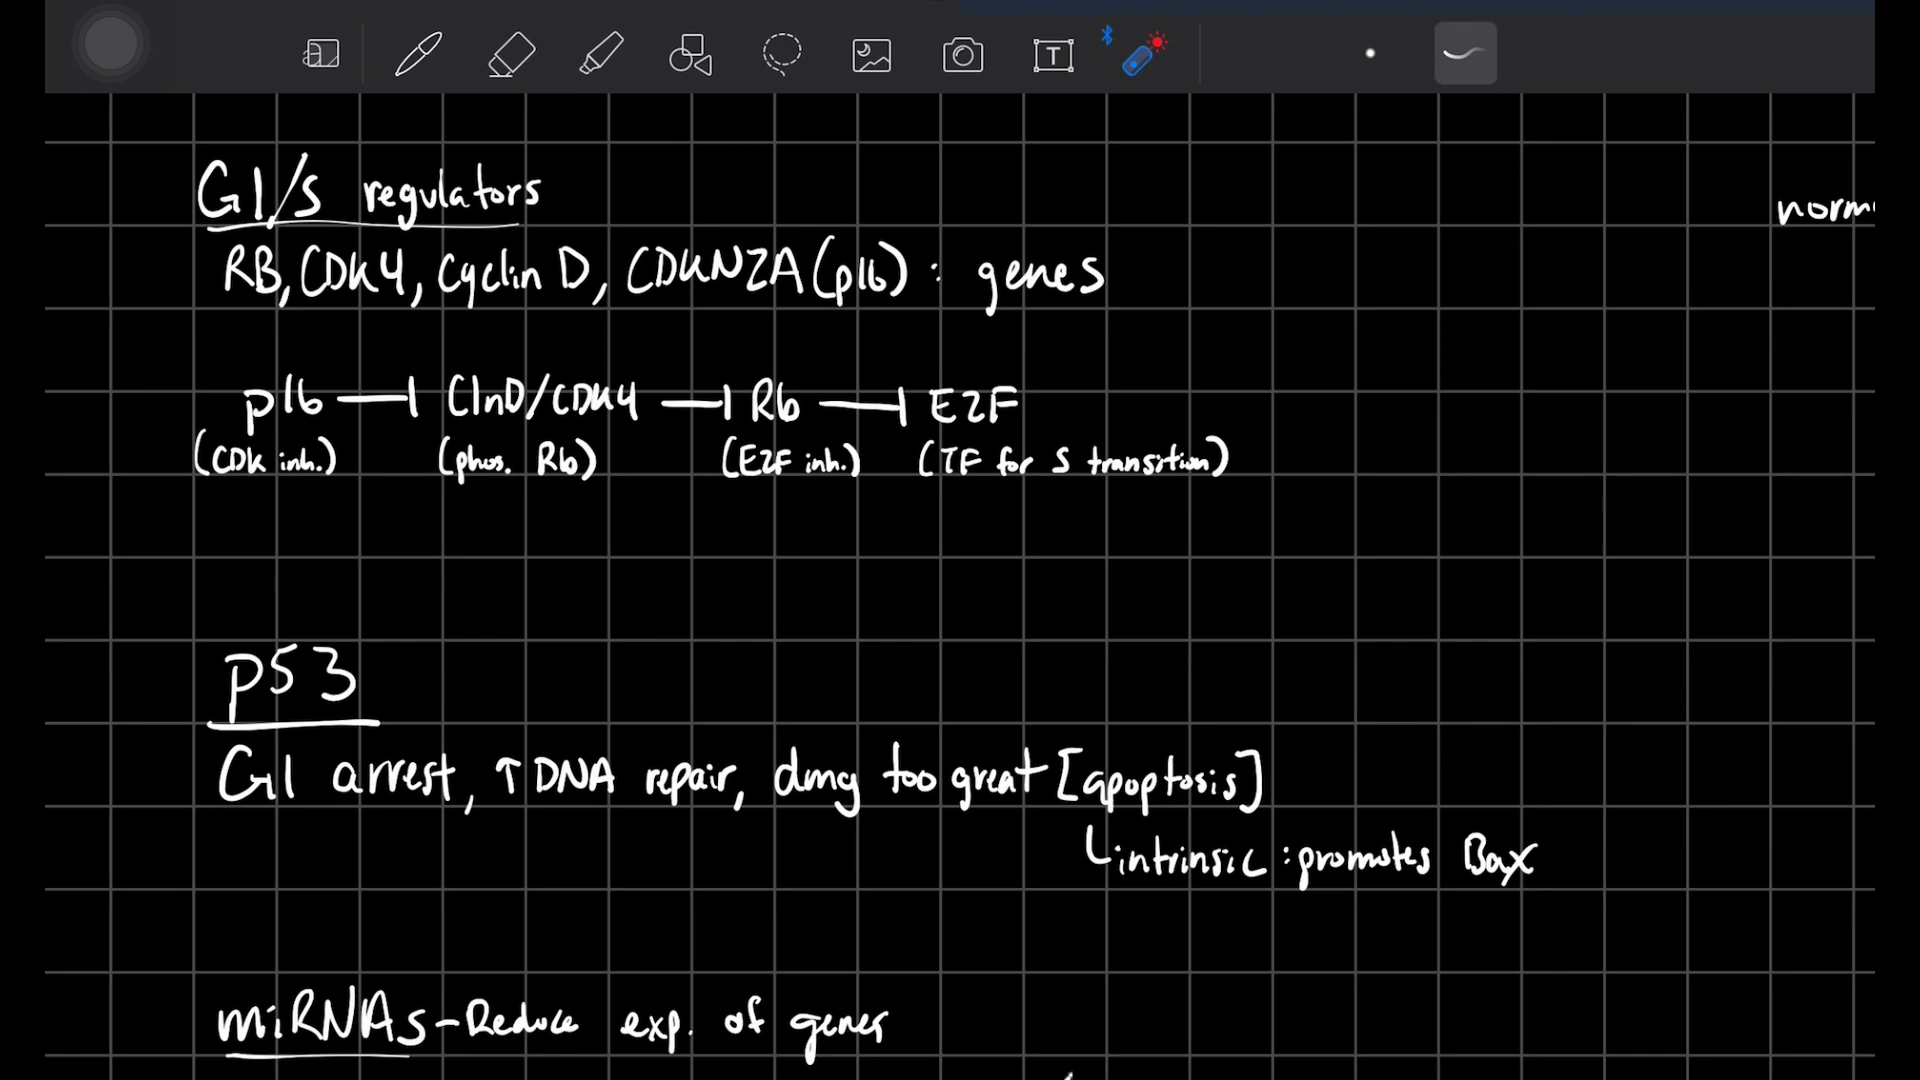 G1/S regulators
norm
RB, CDK4, Cyclin D, CDKN2A (p16) : genes
p16 ⊣ ClnD/CDK4 ⊣ Rb ⊣ E2F
(CDK inh.) (phos. Rb) (E2F inh.) (TF for S transition)
p53
G1 arrest, ↑ DNA repair, dmg too great [apoptosis]
intrinsic : promotes Bax
miRNAs - Reduce exp. of genes